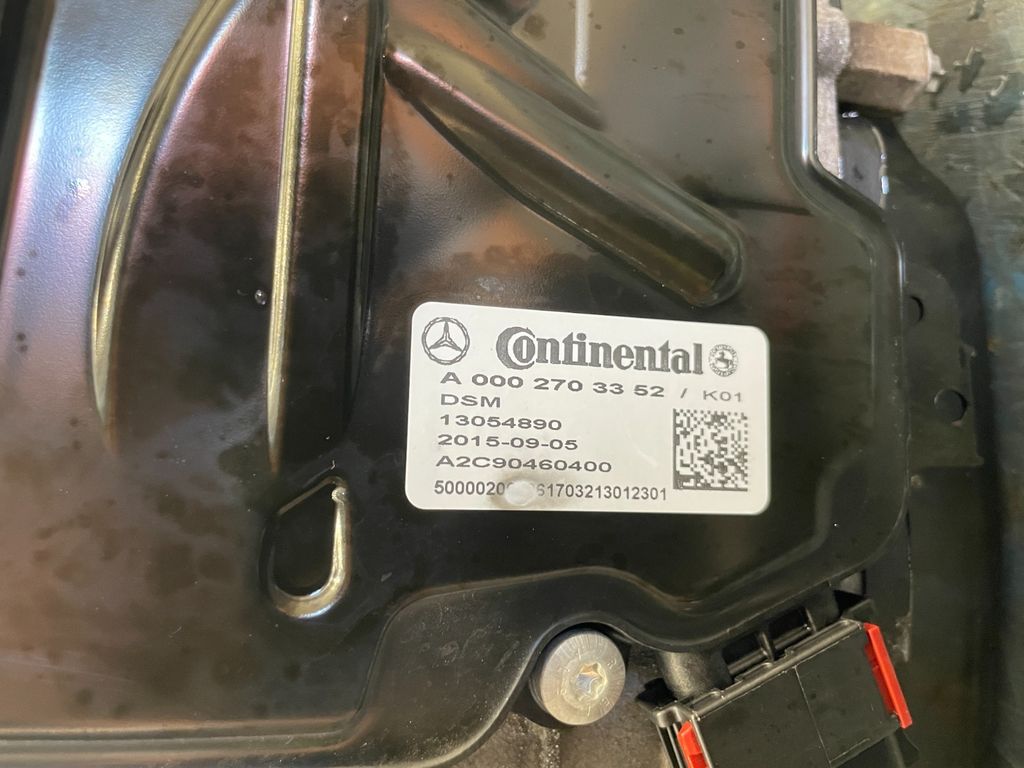 Continental
A 000 270 33 52 / K01
DSM
13054890
2015-09-05
A2C90460400